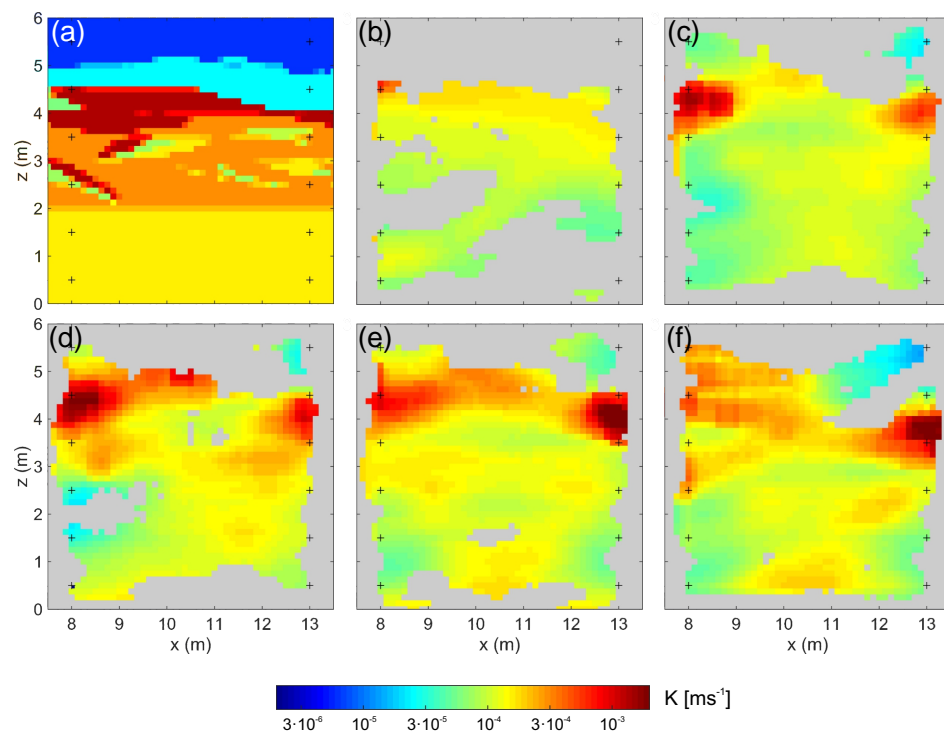 (a) (b) (c)
6
5
4
3
2
1
0
z (m)
(d) (e) (f)
6
5
4
3
2
1
0
z (m)
8 9 10 11 12 13 8 9 10 11 12 13 8 9 10 11 12 13
x (m) x (m) x (m)
K [ms⁻¹]
3·10⁻⁶ 10⁻⁵ 3·10⁻⁵ 10⁻⁴ 3·10⁻⁴ 10⁻³